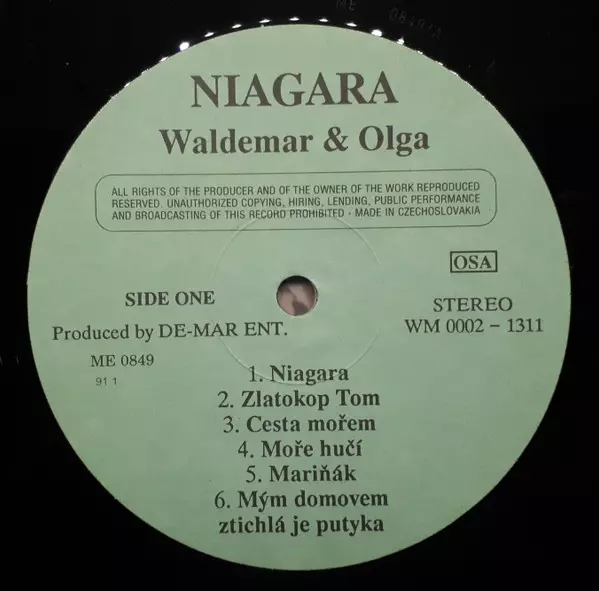 ME 0849/A
NIAGARA
Waldemar & Olga
ALL RIGHTS OF THE PRODUCER AND OF THE OWNER OF THE WORK REPRODUCED
RESERVED. UNAUTHORIZED COPYING, HIRING, LENDING, PUBLIC PERFORMANCE
AND BROADCASTING OF THIS RECORD PROHIBITED · MADE IN CZECHOSLOVAKIA
OSA
SIDE ONE
STEREO
Produced by DE-MAR ENT.
WM 0002 – 1311
ME 0849
91 1
1. Niagara
2. Zlatokop Tom
3. Cesta mořem
4. Moře hučí
5. Mariňák
6. Mým domovem
ztichlá je putyka